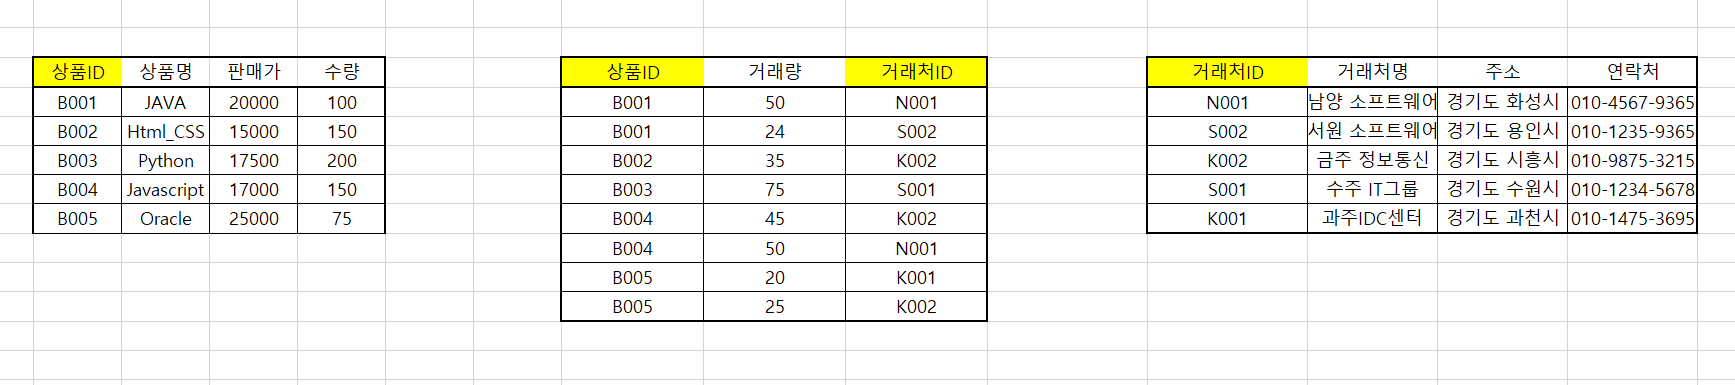 상품ID 상품명 판매가 수량
B001 JAVA 20000 100
B002 Html_CSS 15000 150
B003 Python 17500 200
B004 Javascript 17000 150
B005 Oracle 25000 75
상품ID 거래량 거래처ID
B001 50 N001
B001 24 S002
B002 35 K002
B003 75 S001
B004 45 K002
B004 50 N001
B005 20 K001
B005 25 K002
거래처ID 거래처명 주소 연락처
N001 남양 소프트웨어 경기도 화성시 010-4567-9365
S002 서원 소프트웨어 경기도 용인시 010-1235-9365
K002 금주 정보통신 경기도 시흥시 010-9875-3215
S001 수주 IT그룹 경기도 수원시 010-1234-5678
K001 과주IDC센터 경기도 과천시 010-1475-3695